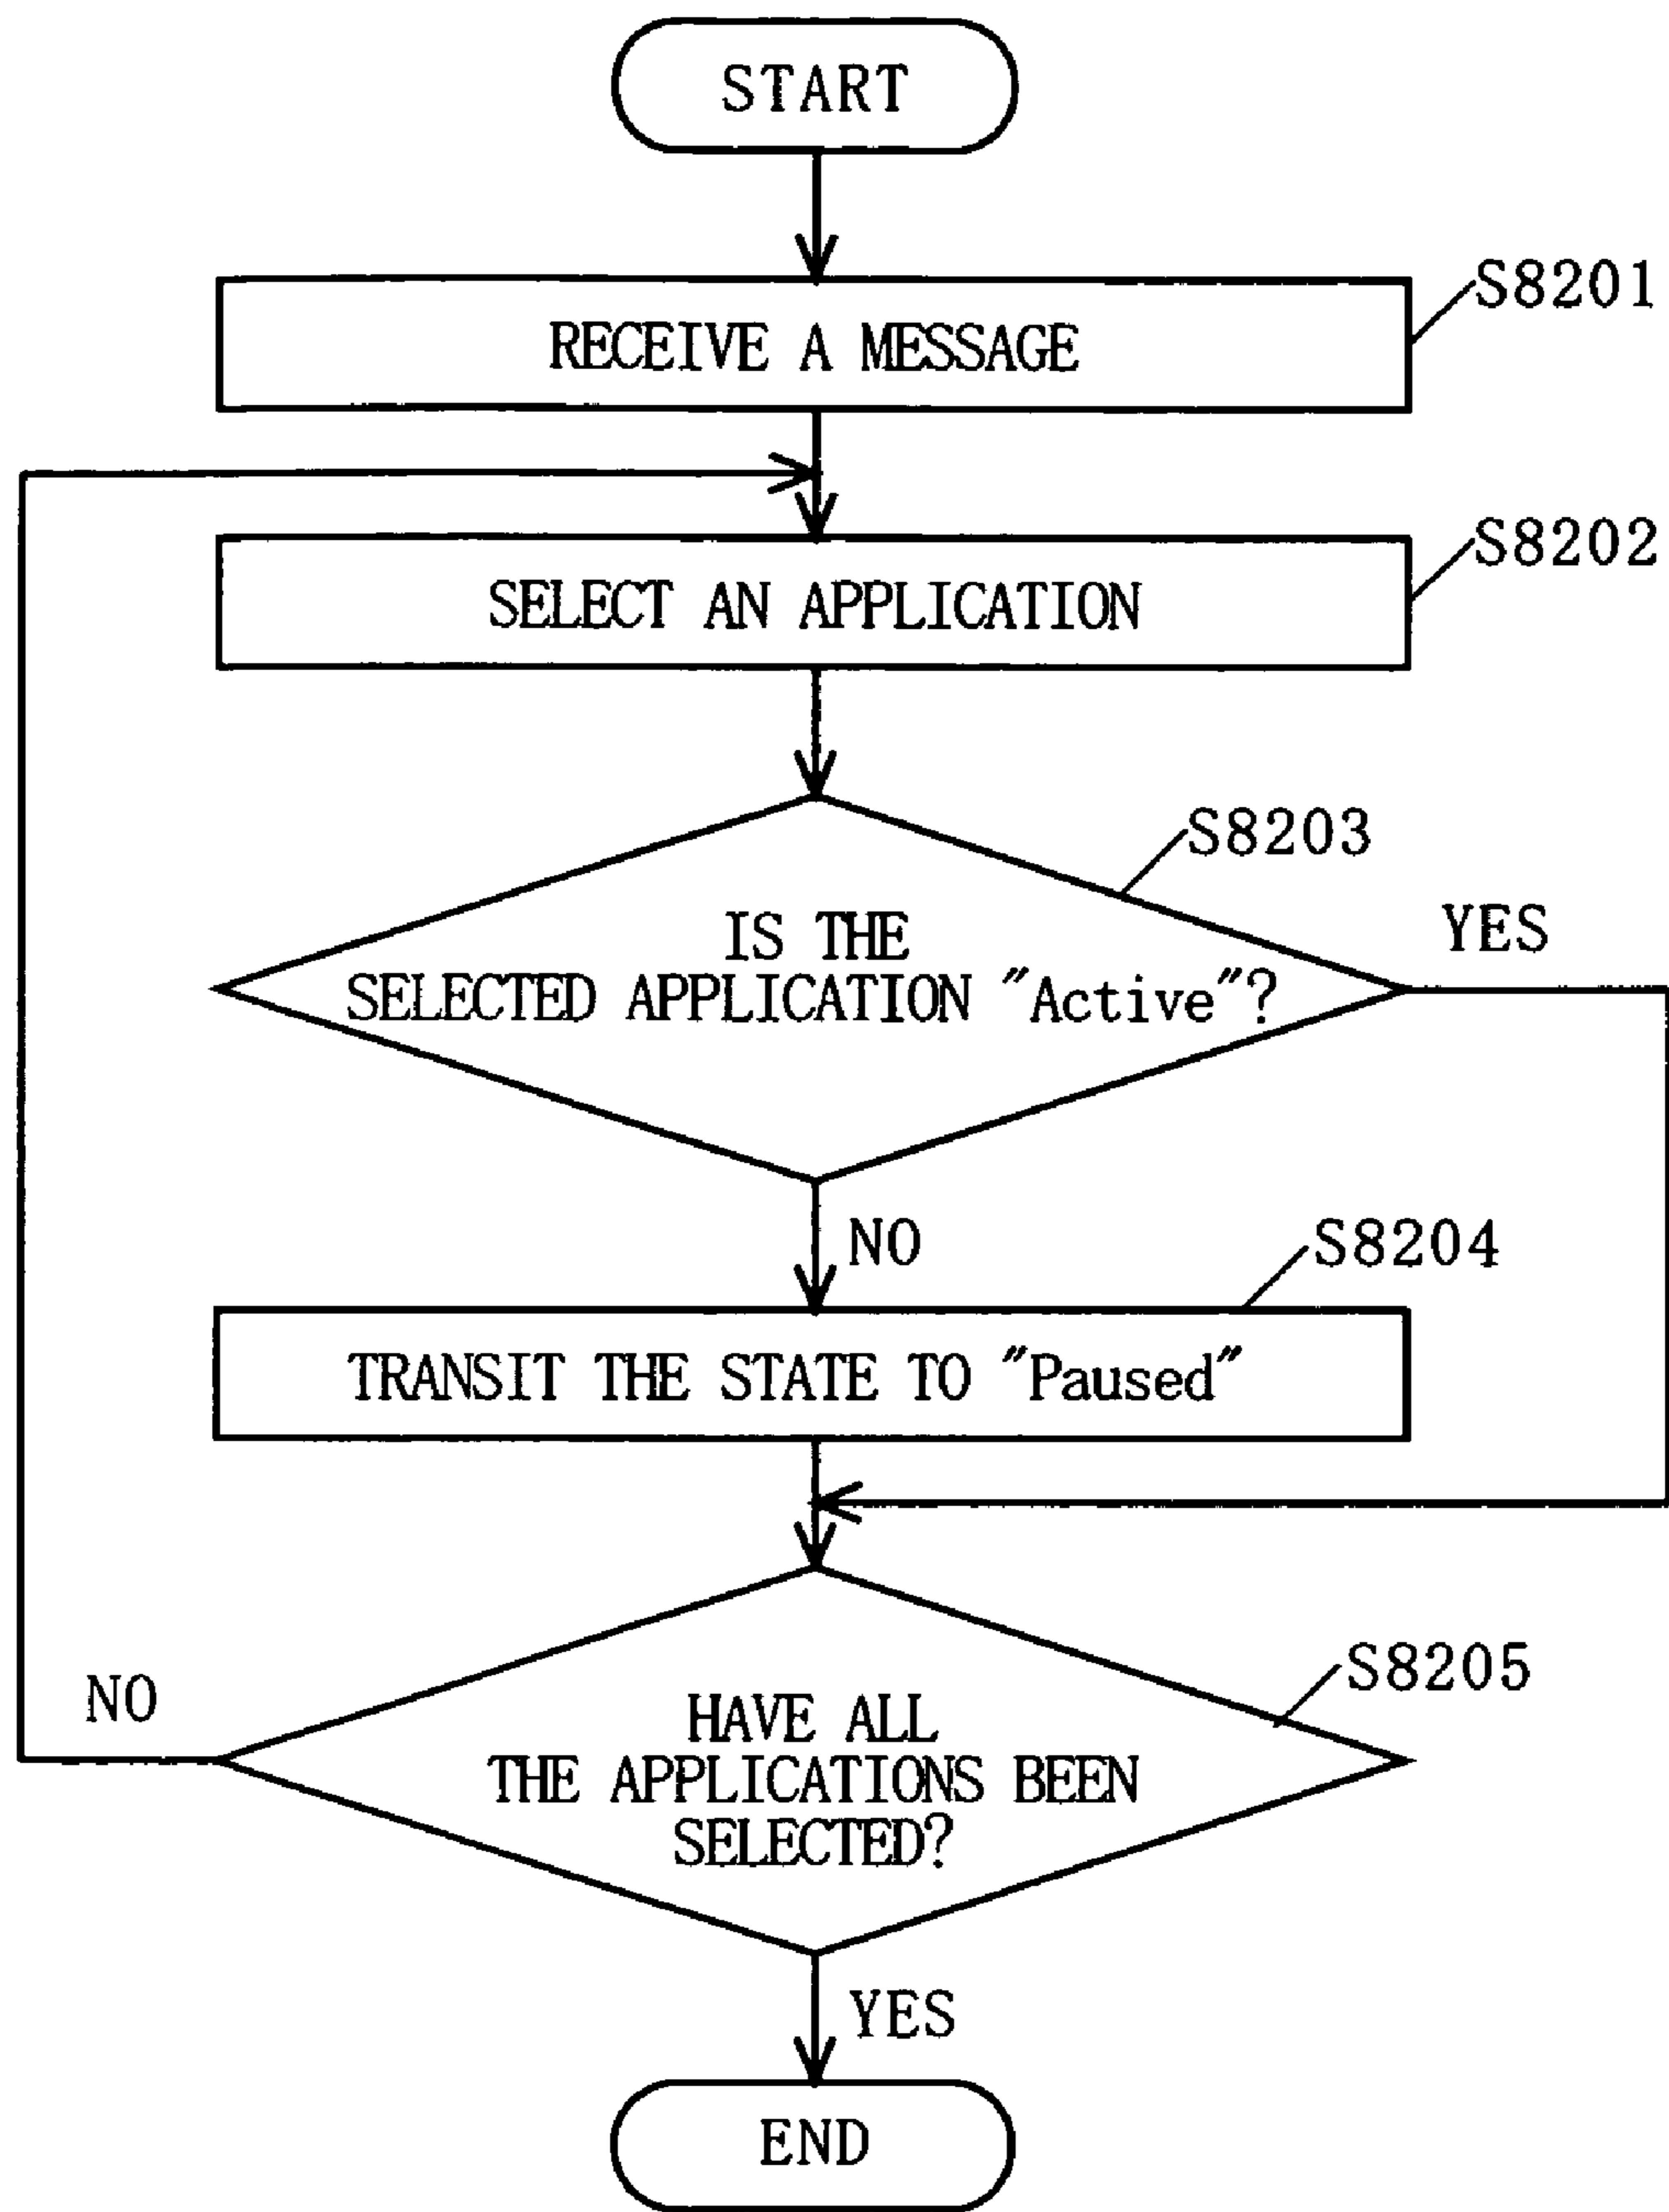 START
S8201
RECEIVE A MESSAGE
S8202
SELECT AN APPLICATION
S8203
YES
IS THE
SELECTED APPLICATION "Active"?
NO
S8204
TRANSIT THE STATE TO "Paused"
NO
S8205
HAVE ALL
THE APPLICATIONS BEEN
SELECTED?
YES
END